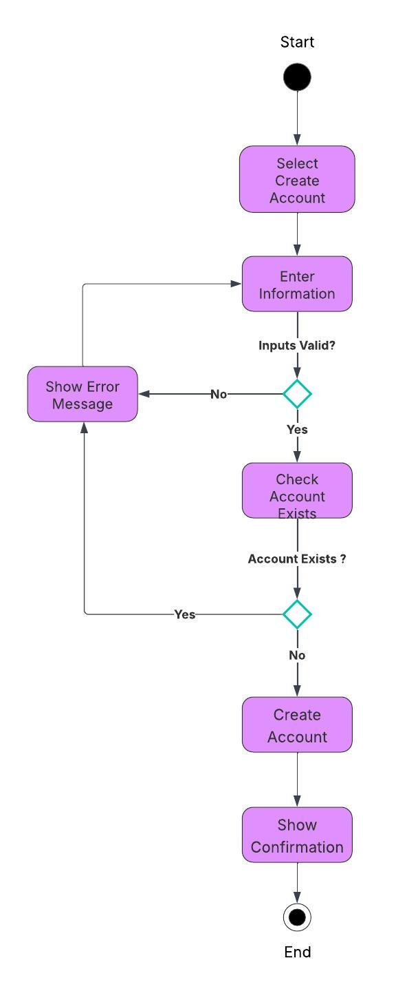 Start
Select
Create
Account
Enter
Information
Inputs Valid?
Show Error
Message
No
Yes
Check
Account
Exists
Account Exists ?
Yes
No
Create
Account
Show
Confirmation
End